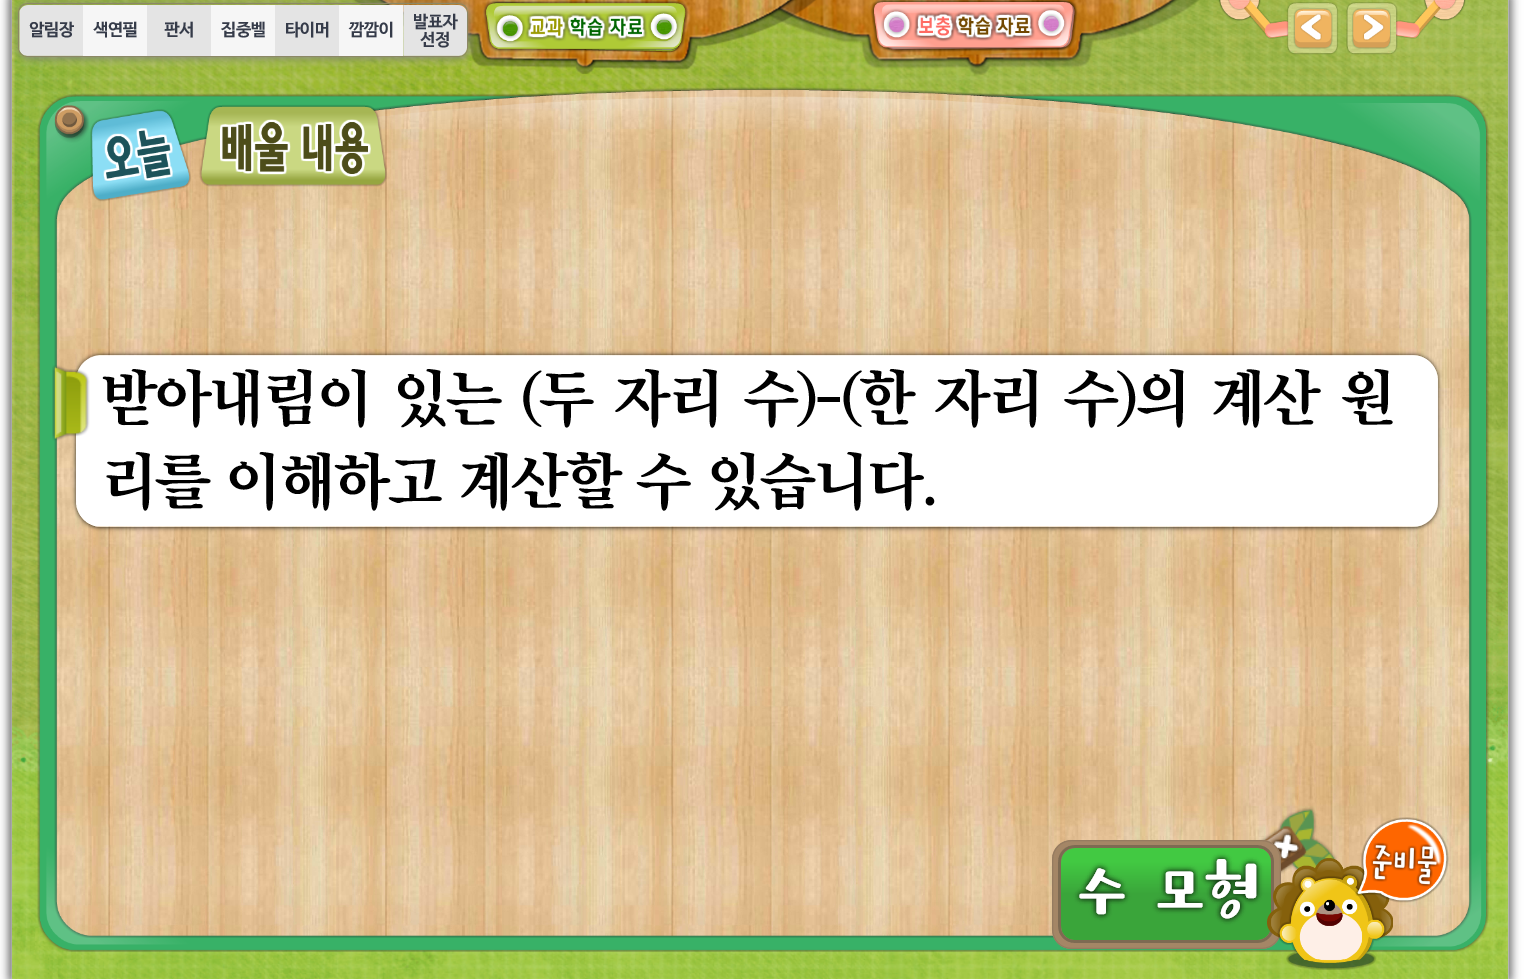 알림장 색연필 판서 집중벨 타이머 깜깜이 발표자 선정
교과 학습 자료
보충 학습 자료
오늘 배울 내용
받아내림이 있는 (두 자리 수)-(한 자리 수)의 계산 원
리를 이해하고 계산할 수 있습니다.
수 모형
준비물